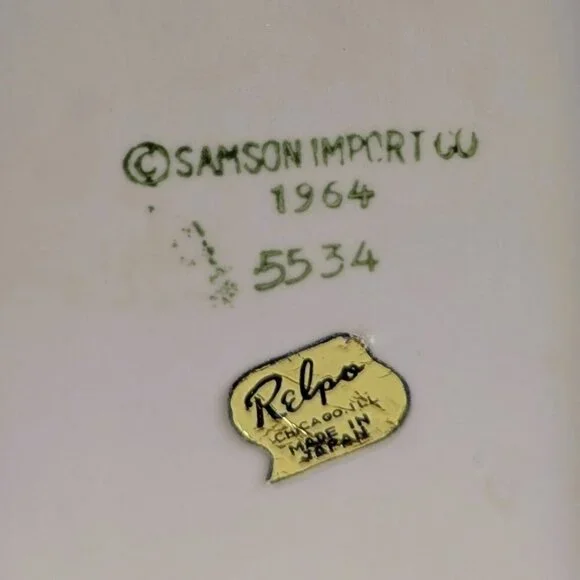 © SAMSON IMPORT CO
1964
5534
Relpo
CHICAGO, ILL
MADE IN
JAPAN